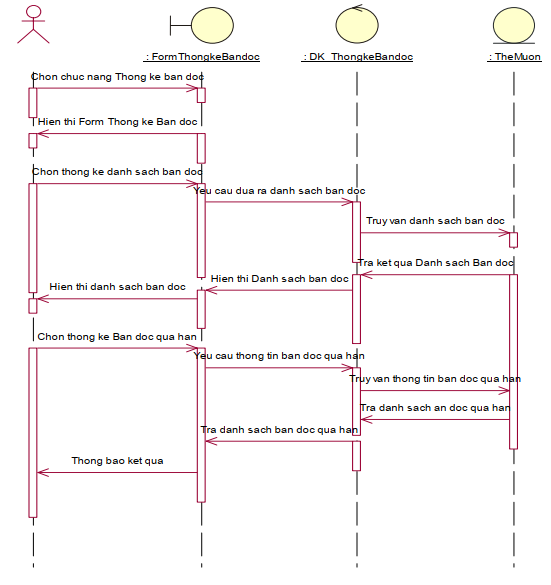 : FormThongkeBandoc
: DK_ThongkeBandoc
: TheMuon
Chon chuc nang Thong ke ban doc
Hien thi Form Thong ke Ban doc
Chon thong ke danh sach ban doc
Yeu cau dua ra danh sach ban doc
Truy van danh sach ban doc
Tra ket qua Danh sach Ban doc
Hien thi Danh sach ban doc
Hien thi danh sach ban doc
Chon thong ke Ban doc qua han
Yeu cau thong tin ban doc qua han
Truy van thong tin ban doc qua han
Tra danh sach an doc qua han
Tra danh sach ban doc qua han
Thong bao ket qua